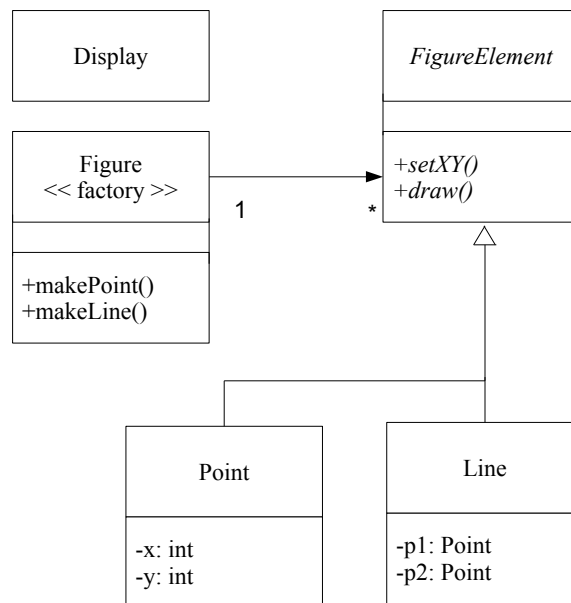 Display
FigureElement
Figure
<< factory >>
+setXY()
+draw()
1
*
+makePoint()
+makeLine()
Point
Line
-x: int
-y: int
-p1: Point
-p2: Point